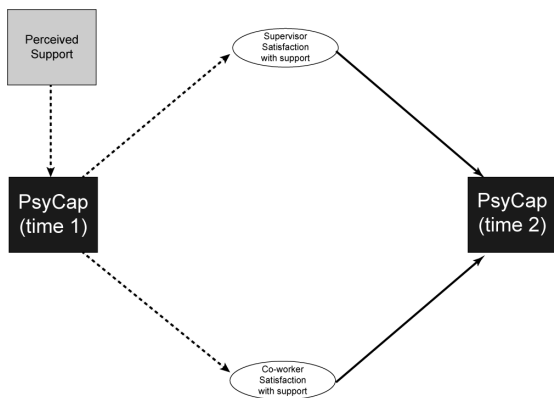 Perceived
Support
Supervisor
Satisfaction
with support
PsyCap
(time 1)
PsyCap
(time 2)
Co-worker
Satisfaction
with support